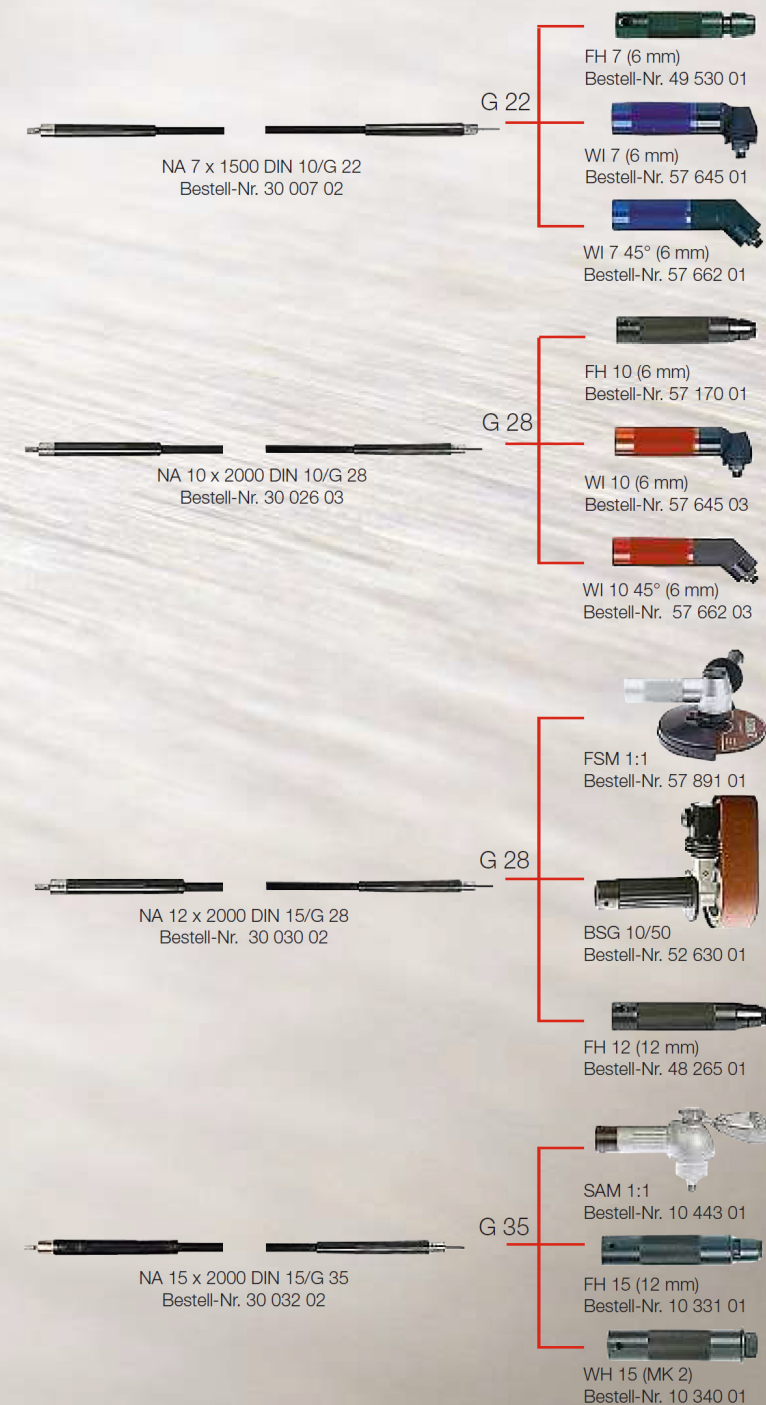 G 22
FH 7 (6 mm)
Bestell-Nr. 49 530 01
WI 7 (6 mm)
Bestell-Nr. 57 645 01
NA 7 x 1500 DIN 10/G 22
Bestell-Nr. 30 007 02
WI 7 45° (6 mm)
Bestell-Nr. 57 662 01
G 28
FH 10 (6 mm)
Bestell-Nr. 57 170 01
NA 10 x 2000 DIN 10/G 28
Bestell-Nr. 30 026 03
WI 10 (6 mm)
Bestell-Nr. 57 645 03
WI 10 45° (6 mm)
Bestell-Nr. 57 662 03
FSM 1:1
Bestell-Nr. 57 891 01
G 28
NA 12 x 2000 DIN 15/G 28
Bestell-Nr. 30 030 02
BSG 10/50
Bestell-Nr. 52 630 01
FH 12 (12 mm)
Bestell-Nr. 48 265 01
SAM 1:1
Bestell-Nr. 10 443 01
G 35
NA 15 x 2000 DIN 15/G 35
Bestell-Nr. 30 032 02
FH 15 (12 mm)
Bestell-Nr. 10 331 01
WH 15 (MK 2)
Bestell-Nr. 10 340 01